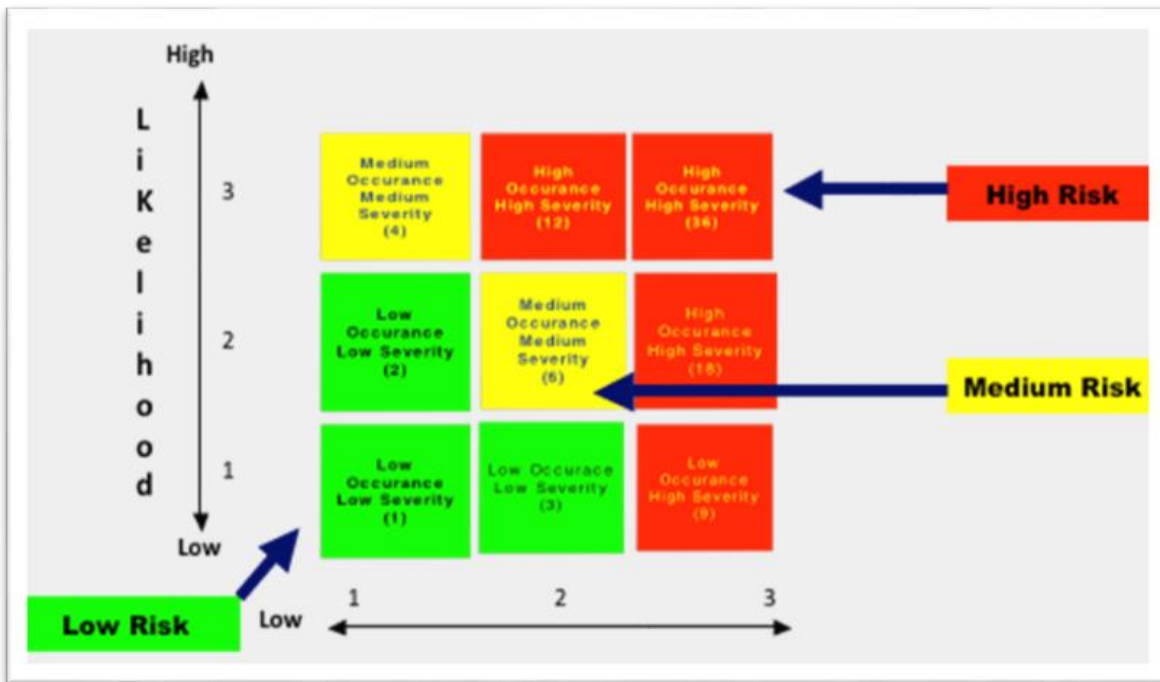 High
L
i
K
e
l
i
h
o
o
d
3
2
1
Low
Medium
Occurance
Medium
Severity
(4)
High
Occurance
High Severity
(12)
High
Occurance
High Severity
(36)
Low
Occurance
Low Severity
(2)
Medium
Occurance
Medium
Severity
(6)
High
Occurance
High Severity
(18)
Low
Occurance
Low Severity
(1)
Low Occurace
Low Severity
(3)
Low
Occurance
High Severity
(9)
High Risk
Medium Risk
Low Risk
Low
1
2
3